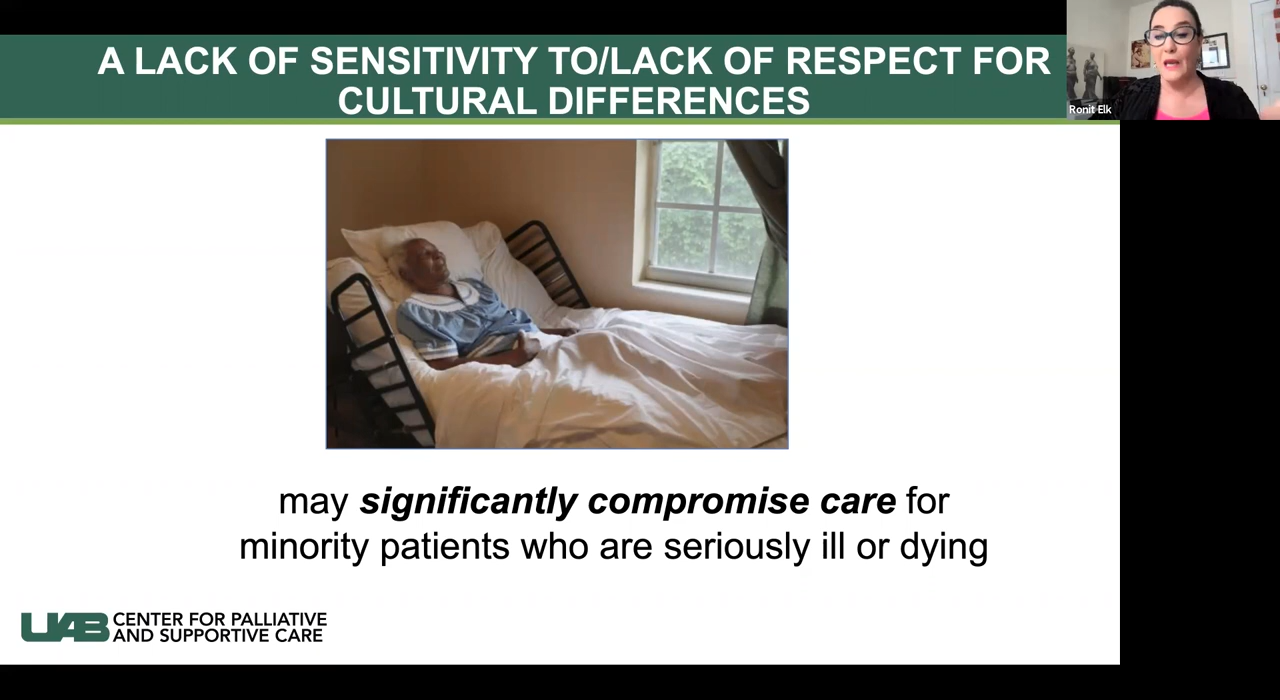 A LACK OF SENSITIVITY TO/LACK OF RESPECT FOR
CULTURAL DIFFERENCES
Ronit Elk
may significantly compromise care for
minority patients who are seriously ill or dying
UAB CENTER FOR PALLIATIVE
AND SUPPORTIVE CARE